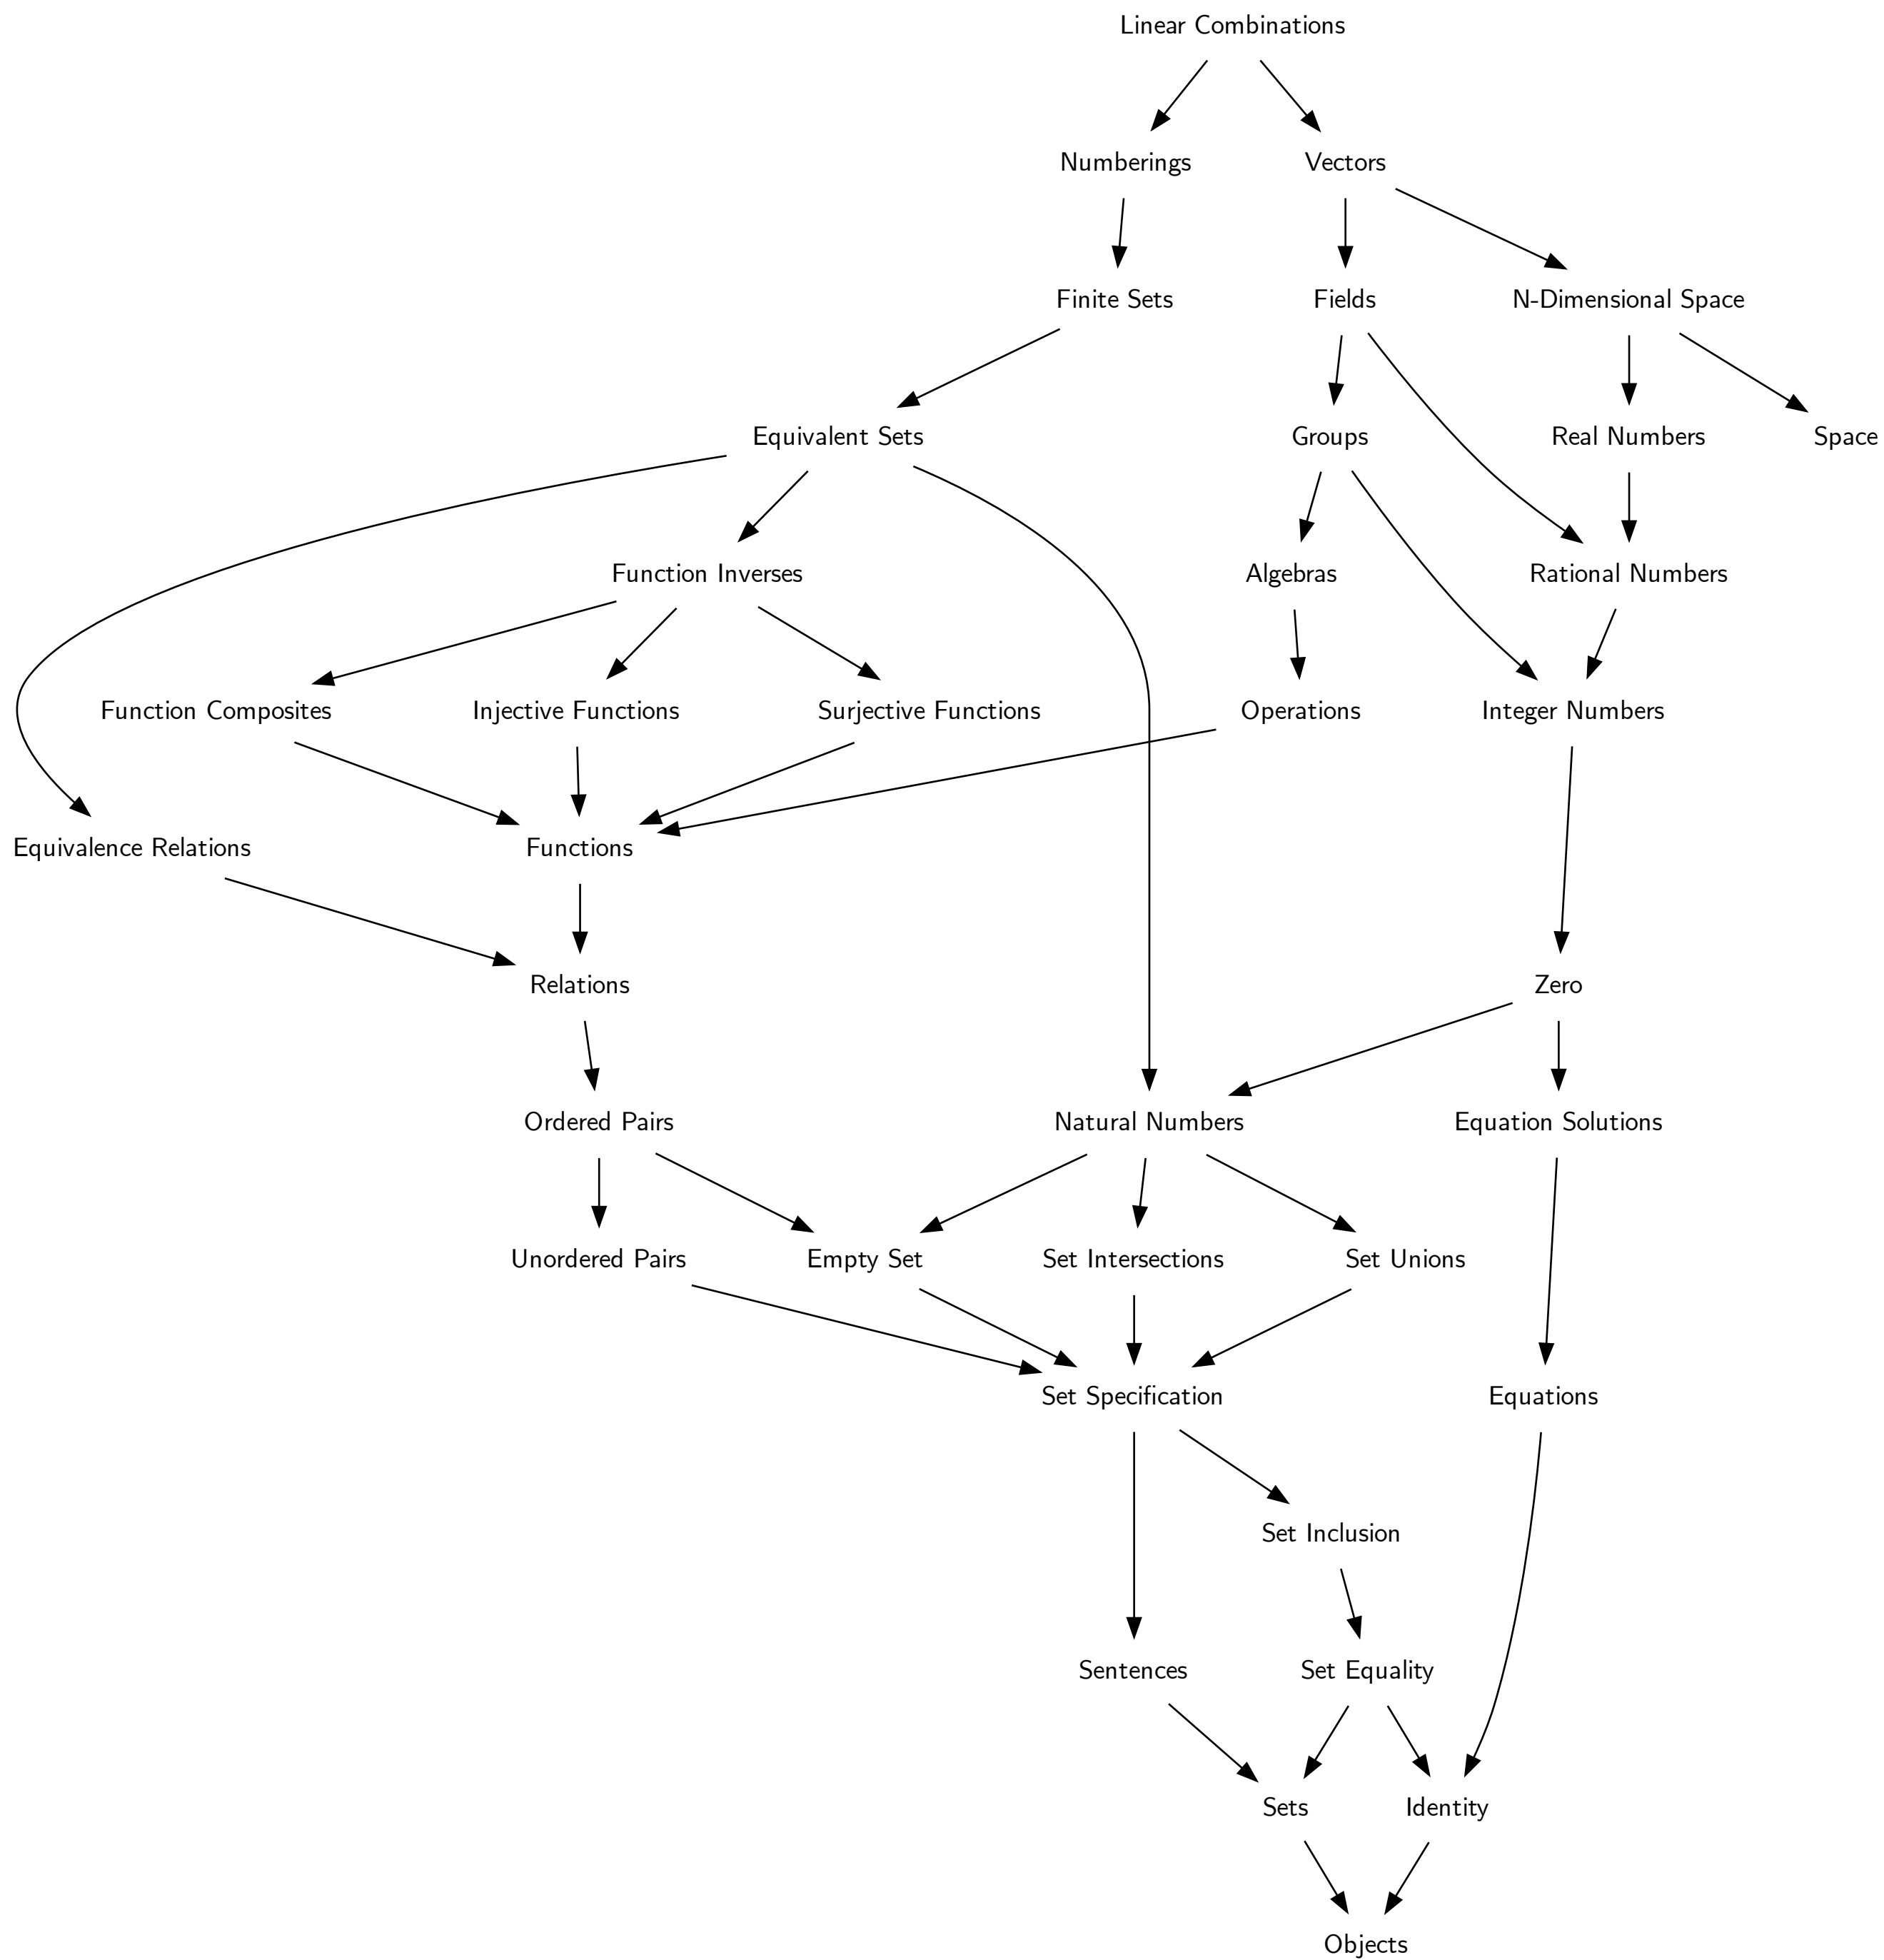 Linear Combinations
Numberings
Vectors
Finite Sets
Fields
N-Dimensional Space
Equivalent Sets
Groups
Real Numbers
Space
Function Inverses
Algebras
Rational Numbers
Function Composites
Injective Functions
Surjective Functions
Operations
Integer Numbers
Equivalence Relations
Functions
Relations
Zero
Ordered Pairs
Natural Numbers
Equation Solutions
Unordered Pairs
Empty Set
Set Intersections
Set Unions
Set Specification
Equations
Set Inclusion
Sentences
Set Equality
Sets
Identity
Objects